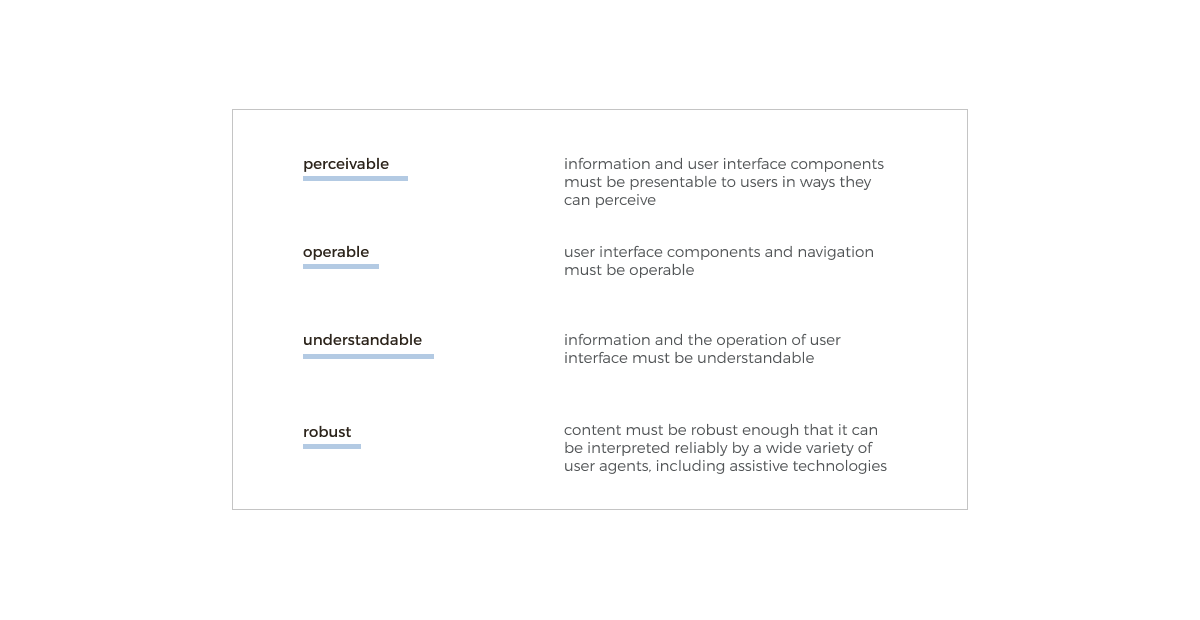 perceivable
information and user interface components
must be presentable to users in ways they
can perceive
operable
user interface components and navigation
must be operable
understandable
information and the operation of user
interface must be understandable
robust
content must be robust enough that it can
be interpreted reliably by a wide variety of
user agents, including assistive technologies